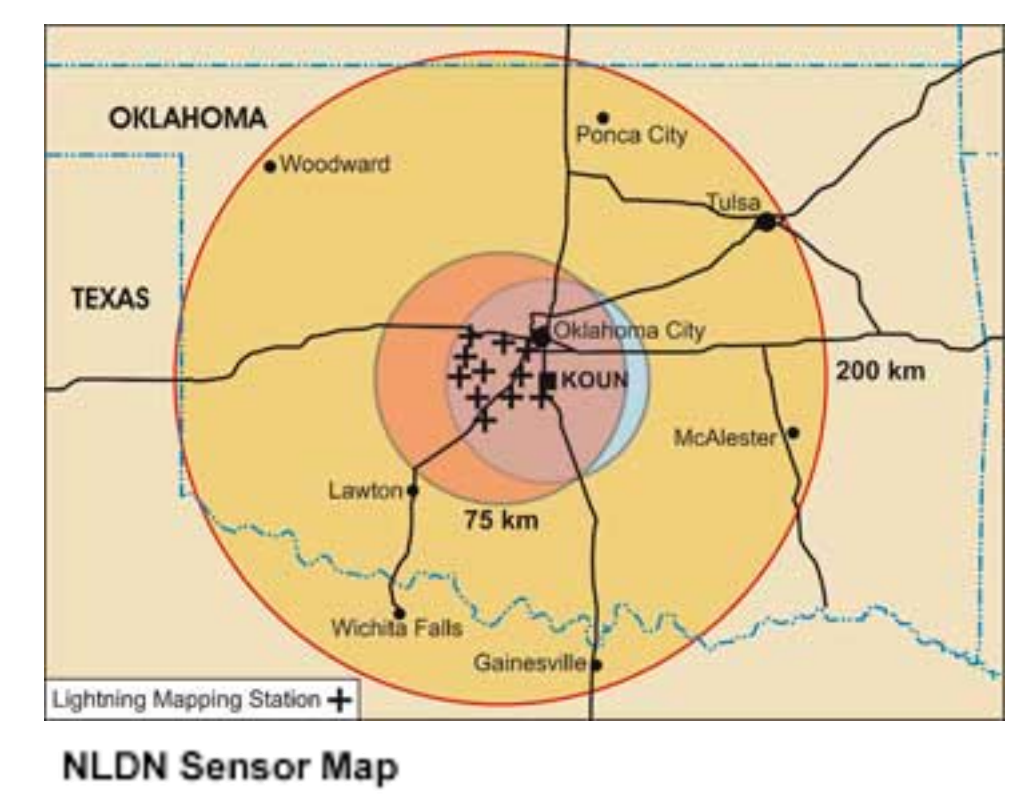 OKLAHOMA
Ponca City
Woodward
Tulsa
TEXAS
Oklahoma City
200 km
KOUN
McAlester
Lawton
75 km
Wichita Falls
Gainesville
Lightning Mapping Station +
NLDN Sensor Map